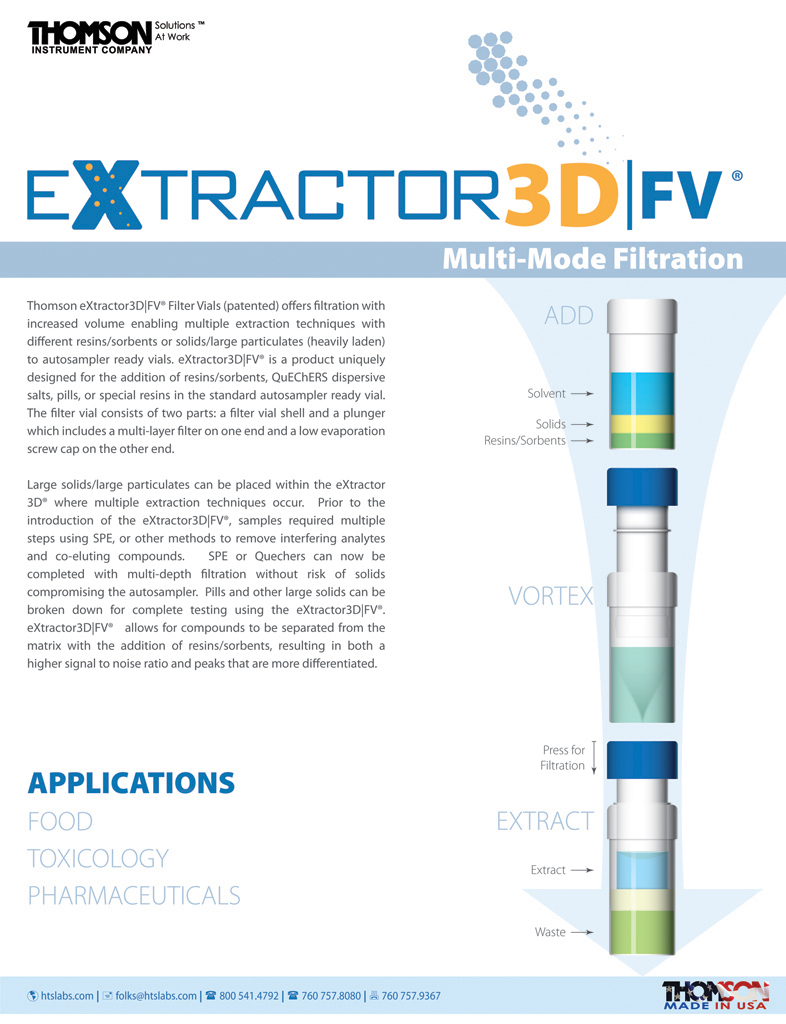 THOMSON Solutions ™
At Work
INSTRUMENT COMPANY
EXTRACTOR3D|FV ®
Multi-Mode Filtration
Thomson eXtractor3D|FV® Filter Vials (patented) offers filtration with
increased volume enabling multiple extraction techniques with
different resins/sorbents or solids/large particulates (heavily laden)
to autosampler ready vials. eXtractor3D|FV® is a product uniquely
designed for the addition of resins/sorbents, QuEChERS dispersive
salts, pills, or special resins in the standard autosampler ready vial.
The filter vial consists of two parts: a filter vial shell and a plunger
which includes a multi-layer filter on one end and a low evaporation
screw cap on the other end.
Large solids/large particulates can be placed within the eXtractor
3D® where multiple extraction techniques occur. Prior to the
introduction of the eXtractor3D|FV®, samples required multiple
steps using SPE, or other methods to remove interfering analytes
and co-eluting compounds. SPE or Quechers can now be
completed with multi-depth filtration without risk of solids
compromising the autosampler. Pills and other large solids can be
broken down for complete testing using the eXtractor3D|FV®.
eXtractor3D|FV® allows for compounds to be separated from the
matrix with the addition of resins/sorbents, resulting in both a
higher signal to noise ratio and peaks that are more differentiated.
APPLICATIONS
FOOD
TOXICOLOGY
PHARMACEUTICALS
ADD
Solvent
Solids
Resins/Sorbents
VORTEX
Press for
Filtration
EXTRACT
Extract
Waste
htslabs.com | folks@htslabs.com | 800 541.4792 | 760 757.8080 | 760 757.9367
THOMSON
MADE IN USA